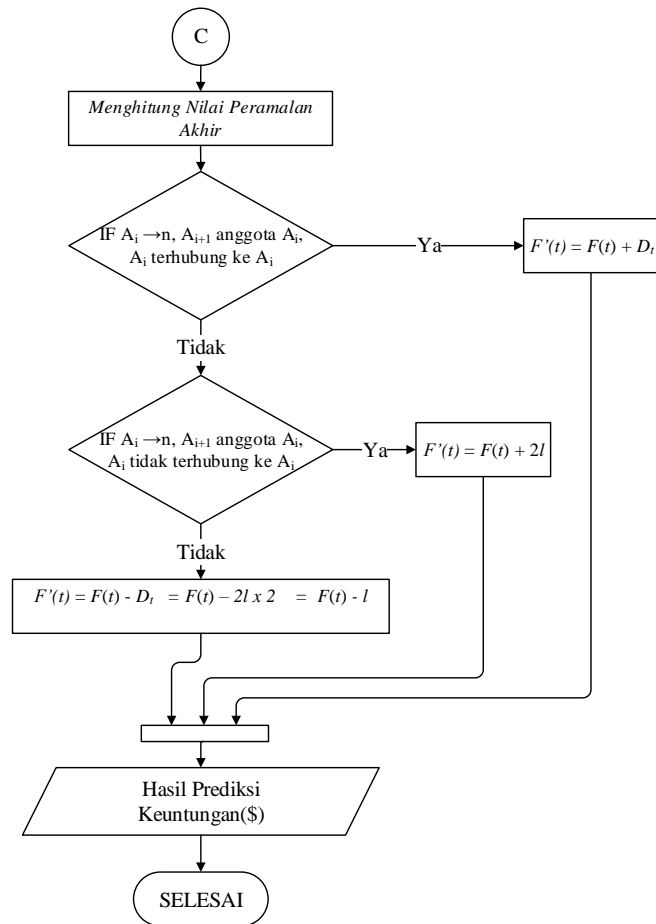 C
Menghitung Nilai Peramalan
Akhir
IF Aᵢ →n, Aᵢ₊₁ anggota Aᵢ,
Aᵢ terhubung ke Aᵢ
Ya
F’(t) = F(t) + Dₜ
Tidak
IF Aᵢ →n, Aᵢ₊₁ anggota Aᵢ,
Aᵢ tidak terhubung ke Aᵢ
Ya
F’(t) = F(t) + 2l
Tidak
F’(t) = F(t) - Dₜ = F(t) – 2l x 2 = F(t) - l
Hasil Prediksi
Keuntungan($)
SELESAI